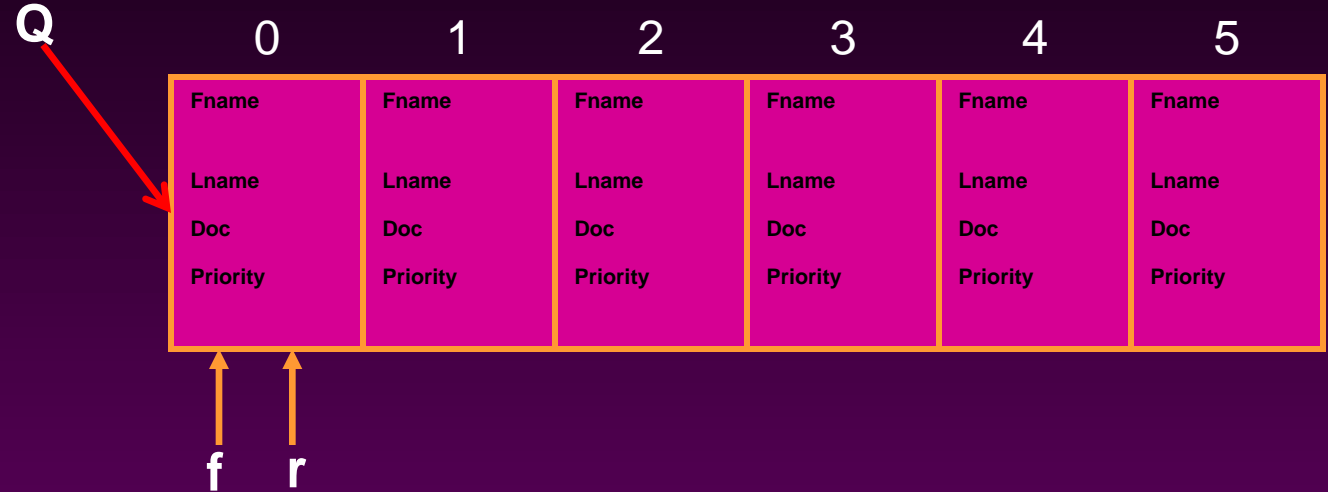 Q
0 1 2 3 4 5
Fname Fname Fname Fname Fname Fname
Lname Lname Lname Lname Lname Lname
Doc Doc Doc Doc Doc Doc
Priority Priority Priority Priority Priority Priority
f r